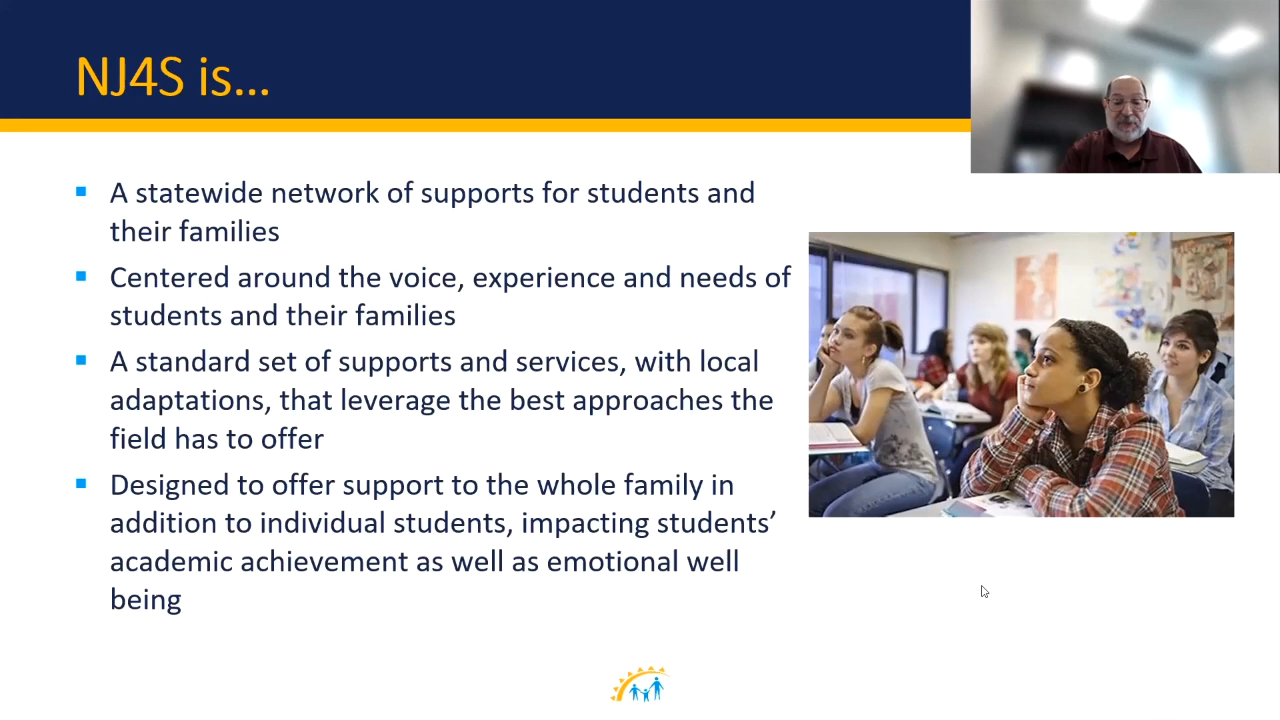 NJ4S is...
A statewide network of supports for students and
their families
Centered around the voice, experience and needs of
students and their families
A standard set of supports and services, with local
adaptations, that leverage the best approaches the
field has to offer
Designed to offer support to the whole family in
addition to individual students, impacting students’
academic achievement as well as emotional well
being